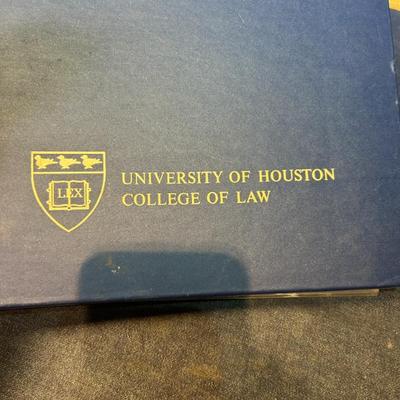 LEX
UNIVERSITY OF HOUSTON
COLLEGE OF LAW